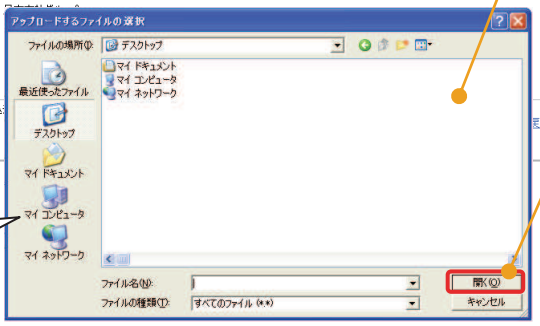 アップロードするファイルの選択
ファイルの場所(I):
デスクトップ
マイ ドキュメント
マイ コンピュータ
マイ ネットワーク
最近使ったファイル
デスクトップ
マイ ドキュメント
マイ コンピュータ
マイ ネットワーク
ファイル名(N):
開く(O)
ファイルの種類(T):
すべてのファイル (*.*)
キャンセル